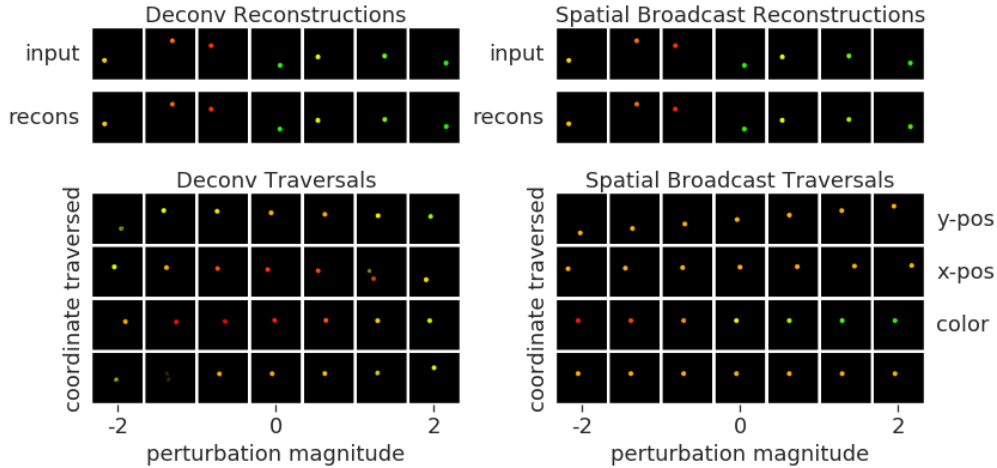 Deconv Reconstructions
input
recons
Deconv Traversals
coordinate traversed
-2 0 2
perturbation magnitude
Spatial Broadcast Reconstructions
input
recons
Spatial Broadcast Traversals
coordinate traversed
y-pos
x-pos
color
-2 0 2
perturbation magnitude